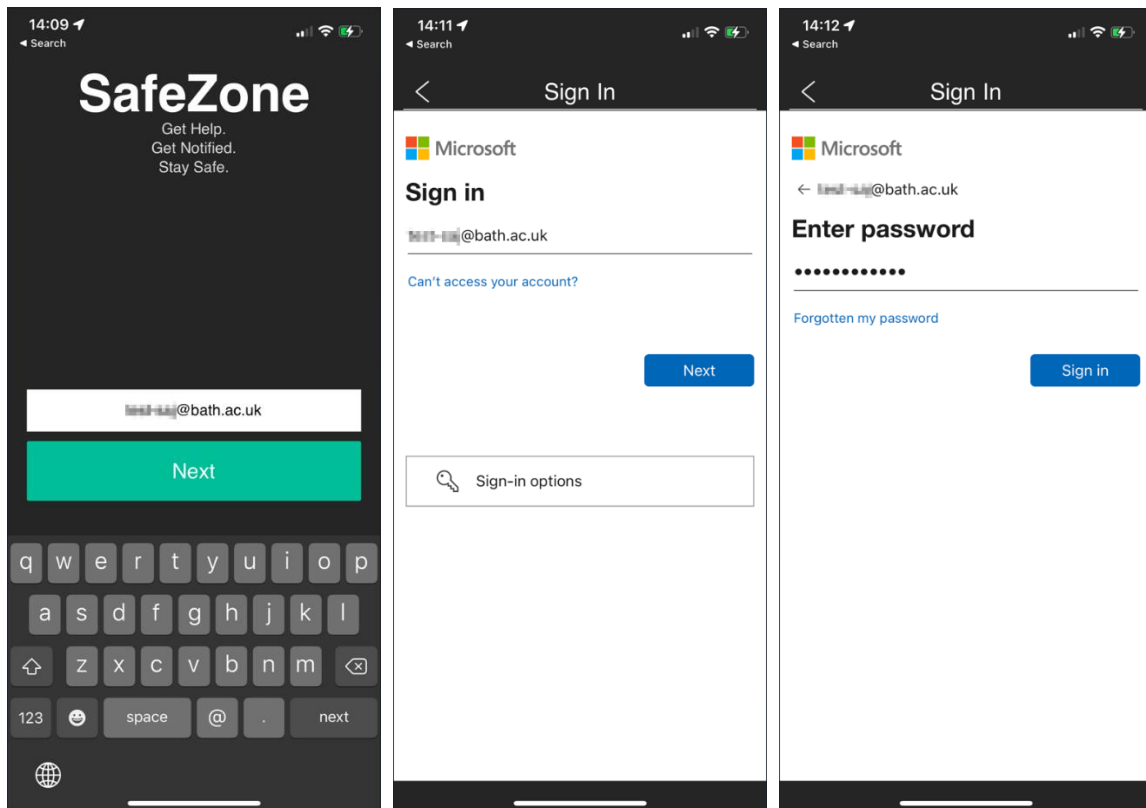 14:09
◄ Search
SafeZone
Get Help.
Get Notified.
Stay Safe.
@bath.ac.uk
Next
q w e r t y u i o p
a s d f g h j k l
z x c v b n m
123 space @ . next
14:11
◄ Search
Sign In
Microsoft
Sign in
@bath.ac.uk
Can't access your account?
Next
Sign-in options
14:12
◄ Search
Sign In
Microsoft
← @bath.ac.uk
Enter password
••••••••••••
Forgotten my password
Sign in